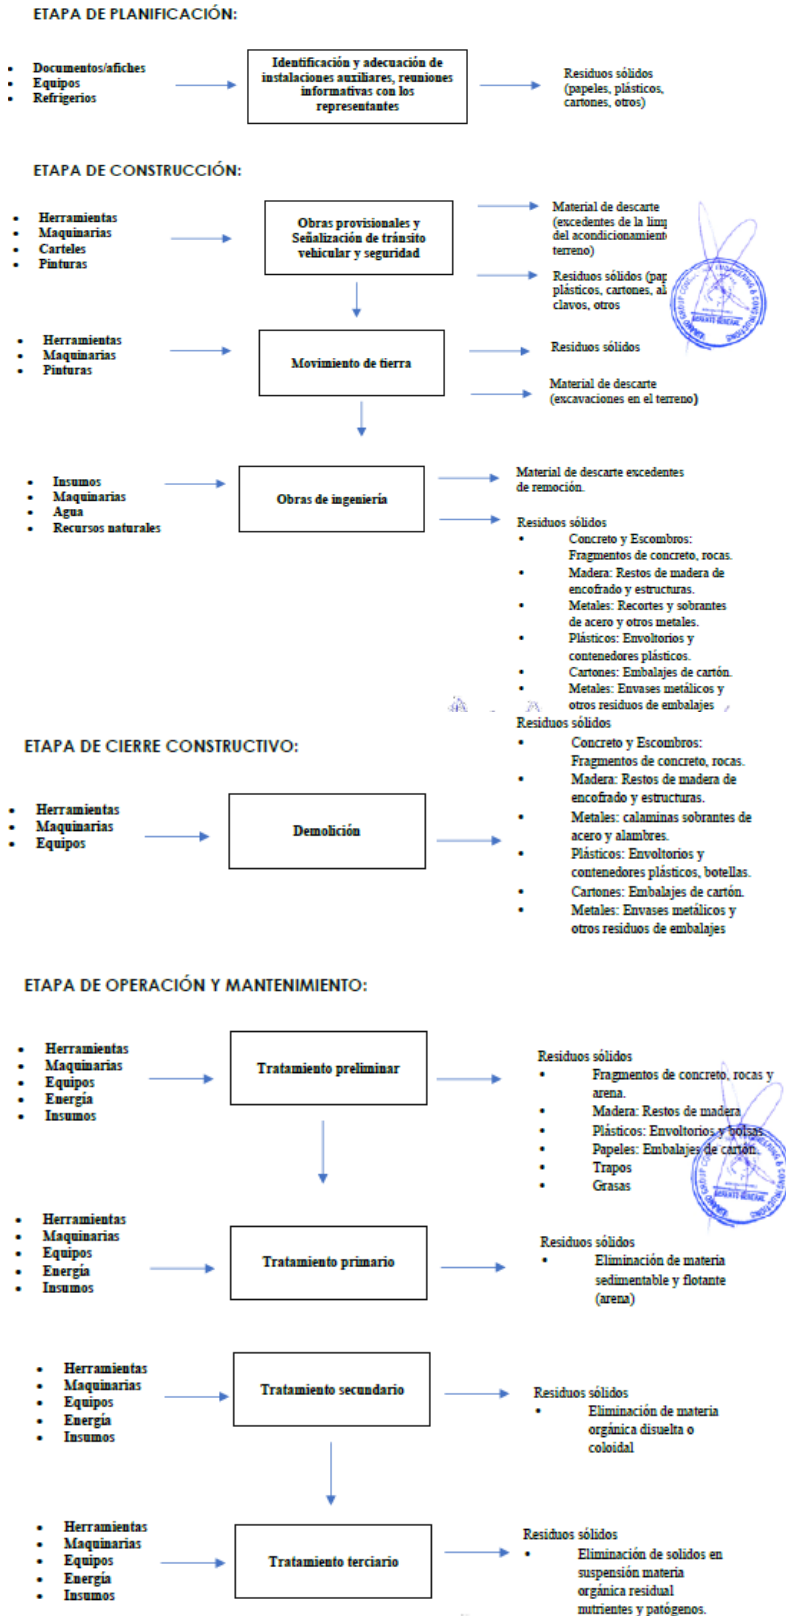 ETAPA DE PLANIFICACIÓN:
• Documentos/afiches
• Equipos
• Refrigerios
Identificación y adecuación de
instalaciones auxiliares, reuniones
informativas con los
representantes
Residuos sólidos
(papeles, plásticos,
cartones, otros)
ETAPA DE CONSTRUCCIÓN:
• Herramientas
• Maquinarias
• Carteles
• Pinturas
Obras provisionales y
Señalización de tránsito
vehicular y seguridad
Material de descarte
(excedentes de la limp
del acondicionamient
terreno)
Residuos sólidos (pap
plásticos, cartones, al
clavos, otros
GERENTE GENERAL
• Herramientas
• Maquinarias
• Pinturas
Movimiento de tierra
Residuos sólidos
Material de descarte
(excavaciones en el terreno)
• Insumos
• Maquinarias
• Agua
• Recursos naturales
Obras de ingeniería
Material de descarte excedentes
de remoción.
Residuos sólidos
• Concreto y Escombros:
Fragmentos de concreto, rocas.
• Madera: Restos de madera de
encofrado y estructuras.
• Metales: Recortes y sobrantes
de acero y otros metales.
• Plásticos: Envoltorios y
contenedores plásticos.
• Cartones: Embalajes de cartón.
• Metales: Envases metálicos y
otros residuos de embalajes
ETAPA DE CIERRE CONSTRUCTIVO:
• Herramientas
• Maquinarias
• Equipos
Demolición
Residuos sólidos
• Concreto y Escombros:
Fragmentos de concreto, rocas.
• Madera: Restos de madera de
encofrado y estructuras.
• Metales: calaminas sobrantes de
acero y alambres.
• Plásticos: Envoltorios y
contenedores plásticos, botellas.
• Cartones: Embalajes de cartón.
• Metales: Envases metálicos y
otros residuos de embalajes
ETAPA DE OPERACIÓN Y MANTENIMIENTO:
• Herramientas
• Maquinarias
• Equipos
• Energía
• Insumos
Tratamiento preliminar
Residuos sólidos
• Fragmentos de concreto, rocas y
arena.
• Madera: Restos de madera
• Plásticos: Envoltorios y bolsas
• Papeles: Embalajes de cartón.
• Trapos
• Grasas
GERENTE GENERAL
• Herramientas
• Maquinarias
• Equipos
• Energía
• Insumos
Tratamiento primario
Residuos sólidos
• Eliminación de materia
sedimentable y flotante
(arena)
• Herramientas
• Maquinarias
• Equipos
• Energía
• Insumos
Tratamiento secundario
Residuos sólidos
• Eliminación de materia
orgánica disuelta o
coloidal
• Herramientas
• Maquinarias
• Equipos
• Energía
• Insumos
Tratamiento terciario
Residuos sólidos
• Eliminación de solidos en
suspensión materia
orgánica residual
nutrientes y patógenos.